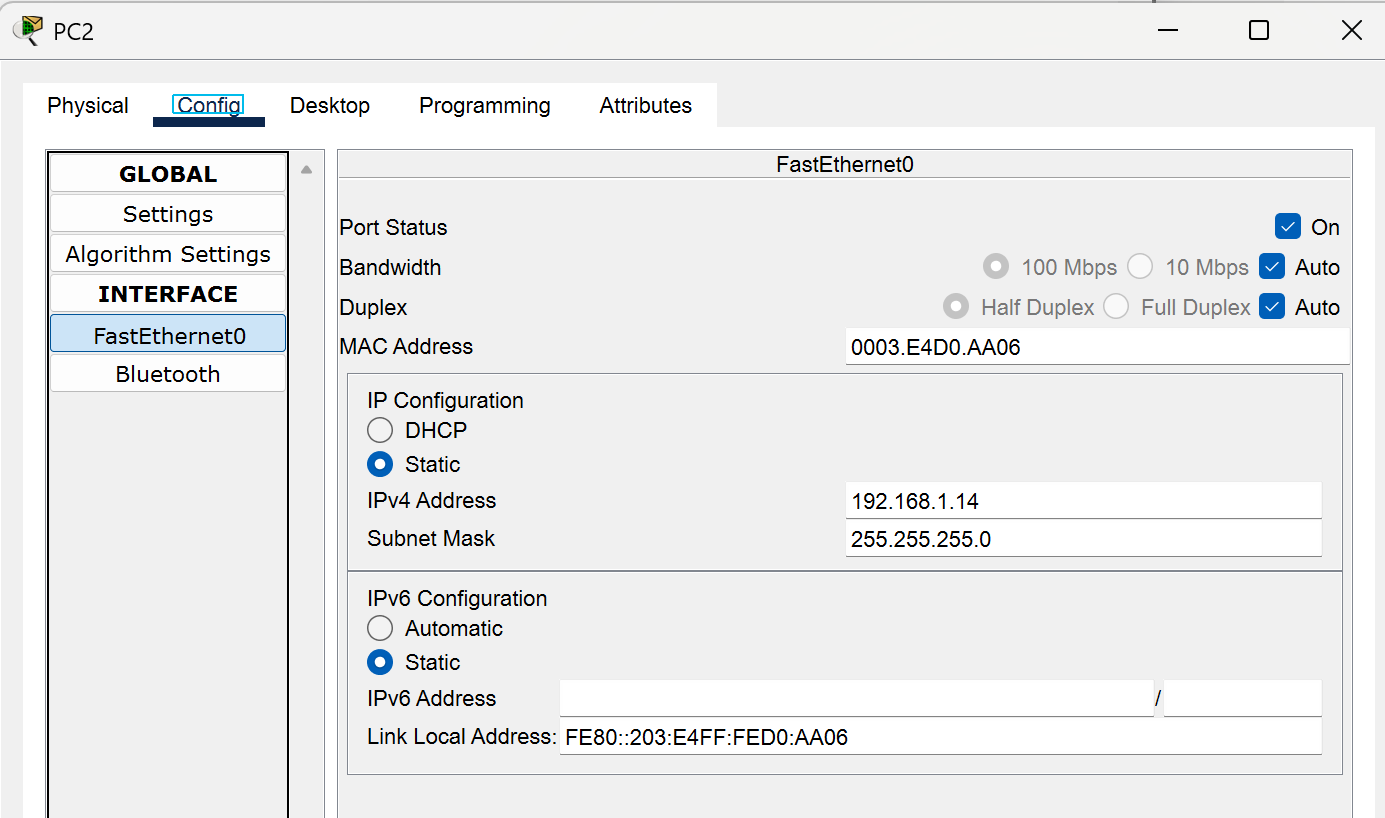 PC2
Physical Config Desktop Programming Attributes
GLOBAL
Settings
Algorithm Settings
INTERFACE
FastEthernet0
Bluetooth
FastEthernet0
Port Status On
Bandwidth 100 Mbps 10 Mbps Auto
Duplex Half Duplex Full Duplex Auto
MAC Address 0003.E4D0.AA06
IP Configuration
DHCP
Static
IPv4 Address 192.168.1.14
Subnet Mask 255.255.255.0
IPv6 Configuration
Automatic
Static
IPv6 Address /
Link Local Address: FE80::203:E4FF:FED0:AA06